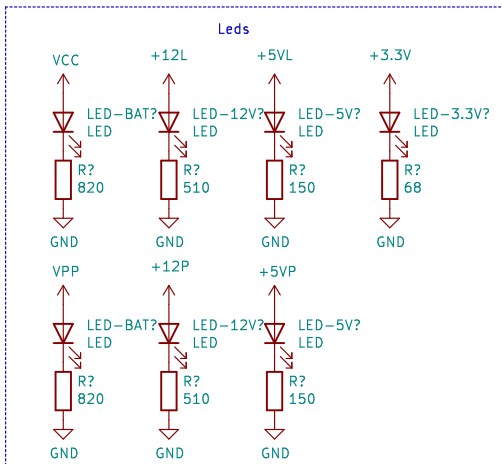 Leds
VCC
+12L
+5VL
+3.3V
LED-BAT?
LED
LED-12V?
LED
LED-5V?
LED
LED-3.3V?
LED
R?
820
R?
510
R?
150
R?
68
GND
GND
GND
GND
VPP
+12P
+5VP
LED-BAT?
LED
LED-12V?
LED
LED-5V?
LED
R?
820
R?
510
R?
150
GND
GND
GND